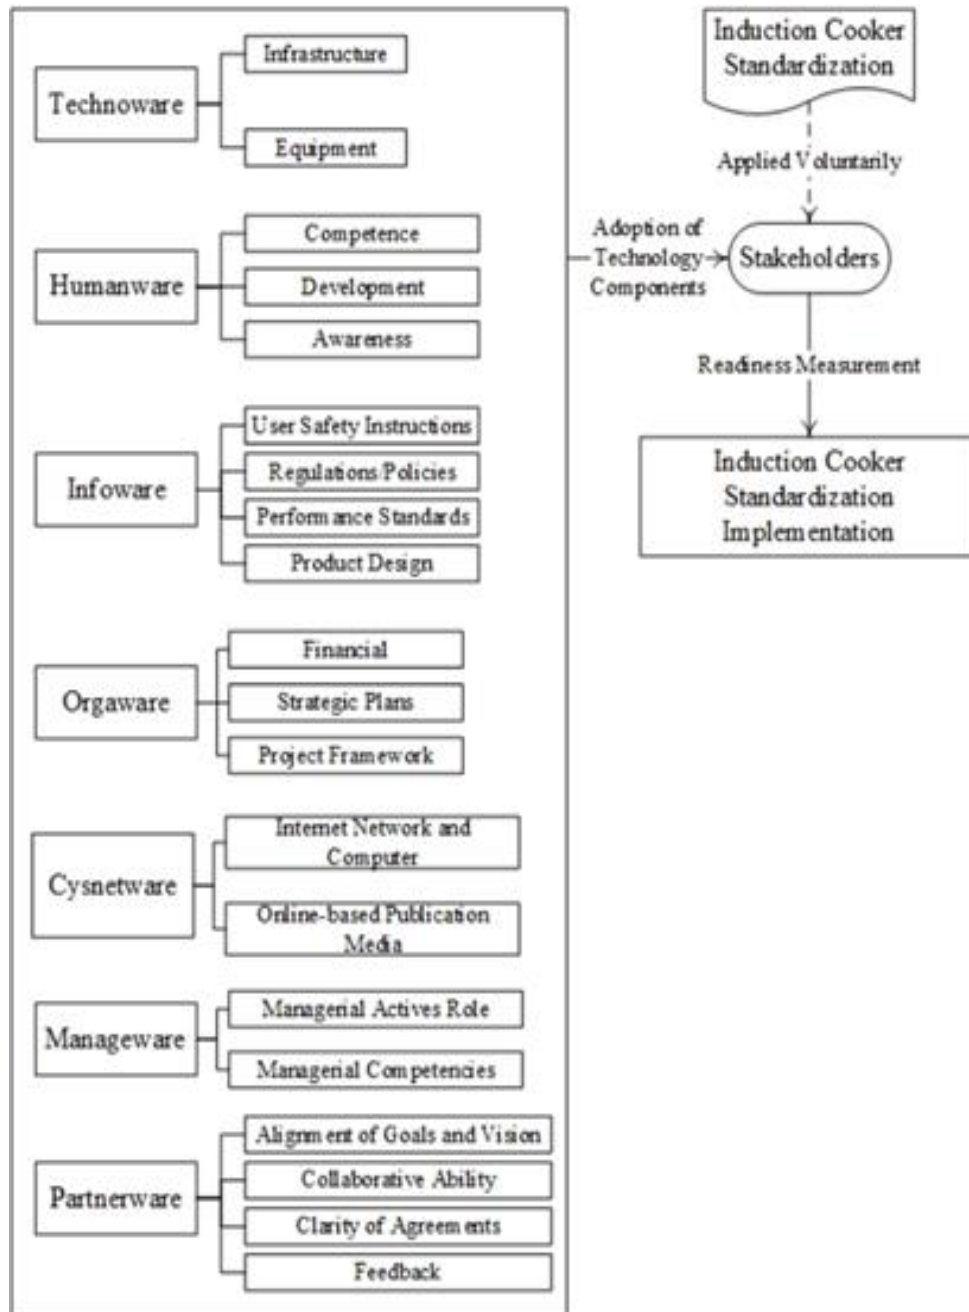 Technoware
Infrastructure
Equipment
Humanware
Competence
Development
Awareness
Infoware
User Safety Instructions
Regulations/Policies
Performance Standards
Product Design
Orgaware
Financial
Strategic Plans
Project Framework
Cysnetware
Internet Network and
Computer
Online-based Publication
Media
Manageware
Managerial Actives Role
Managerial Competencies
Partnerware
Alignment of Goals and Vision
Collaborative Ability
Clarity of Agreements
Feedback
Induction Cooker
Standardization
Applied Voluntarily
Adoption of
Technology
Components
Stakeholders
Readiness Measurement
Induction Cooker
Standardization
Implementation